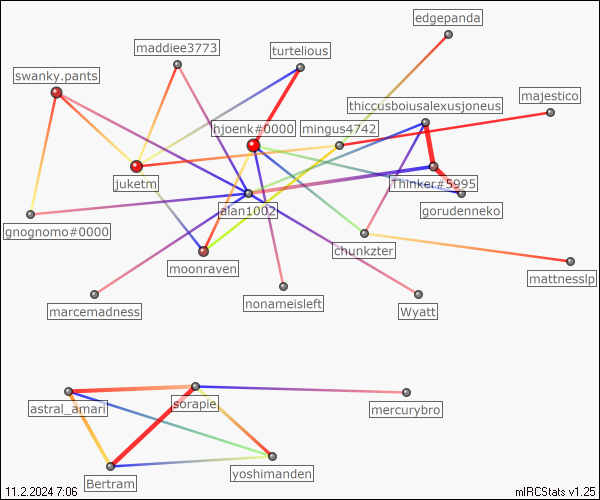 edgepanda
maddiee3773
turtelious
swanky.pants
majestico
thiccusboiusalexusjoneus
hjoenk#0000
mingus4742
juketm
Thinker#5995
alan1002
gorudenneko
gnognomo#0000
chunkzter
moonraven
mattnesslp
nonameisleft
marcemadness
Wyatt
astral_amari
sorapie
mercurybro
yoshimanden
Bertram
11.2.2024 7:06
mIRCStats v1.25